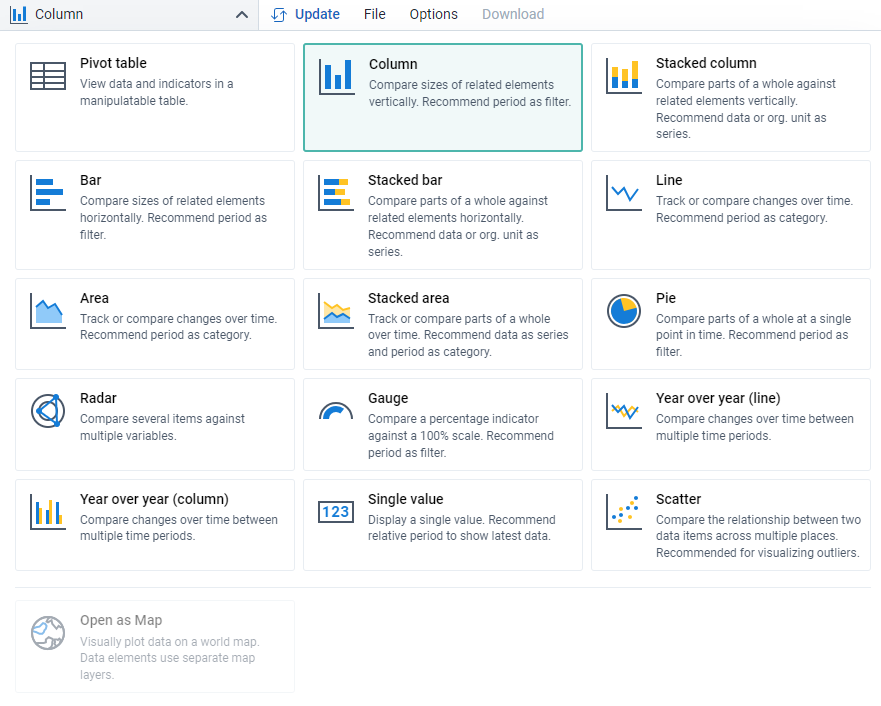 Column
Update
File
Options
Download
Pivot table
View data and indicators in a
manipulatable table.
Column
Compare sizes of related elements
vertically. Recommend period as filter.
Stacked column
Compare parts of a whole against
related elements vertically.
Recommend data or org. unit as
series.
Bar
Compare sizes of related elements
horizontally. Recommend period as
filter.
Stacked bar
Compare parts of a whole against
related elements horizontally.
Recommend data or org. unit as
series.
Line
Track or compare changes over time.
Recommend period as category.
Area
Track or compare changes over time.
Recommend period as category.
Stacked area
Track or compare parts of a whole
over time. Recommend data as series
and period as category.
Pie
Compare parts of a whole at a single
point in time. Recommend period as
filter.
Radar
Compare several items against
multiple variables.
Gauge
Compare a percentage indicator
against a 100% scale. Recommend
period as filter.
Year over year (line)
Compare changes over time between
multiple time periods.
Year over year (column)
Compare changes over time between
multiple time periods.
123
Single value
Display a single value. Recommend
relative period to show latest data.
Scatter
Compare the relationship between two
data items across multiple places.
Recommended for visualizing outliers.
Open as Map
Visually plot data on a world map.
Data elements use separate map
layers.